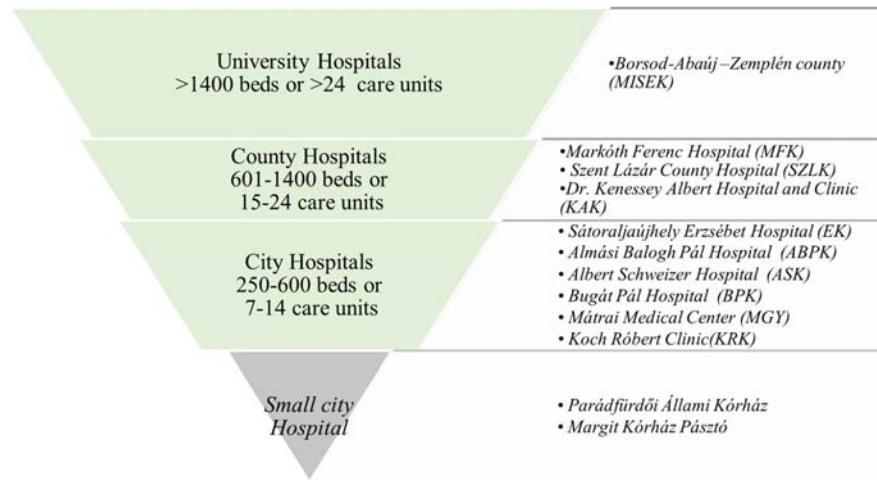 University Hospitals
>1400 beds or >24 care units
•Borsod-Abaúj –Zemplén county
(MISEK)
County Hospitals
601-1400 beds or
15-24 care units
•Markóth Ferenc Hospital (MFK)
• Szent Lázár County Hospital (SZLK)
•Dr. Kenessey Albert Hospital and Clinic
(KAK)
City Hospitals
250-600 beds or
7-14 care units
• Sátoraljaújhely Erzsébet Hospital (EK)
• Almási Balogh Pál Hospital (ABPK)
• Albert Schweizer Hospital (ASK)
• Bugát Pál Hospital (BPK)
• Mátrai Medical Center (MGY)
• Koch Róbert Clinic(KRK)
Small city
Hospital
• Parádfürdői Állami Kórház
• Margit Kórház Pásztó